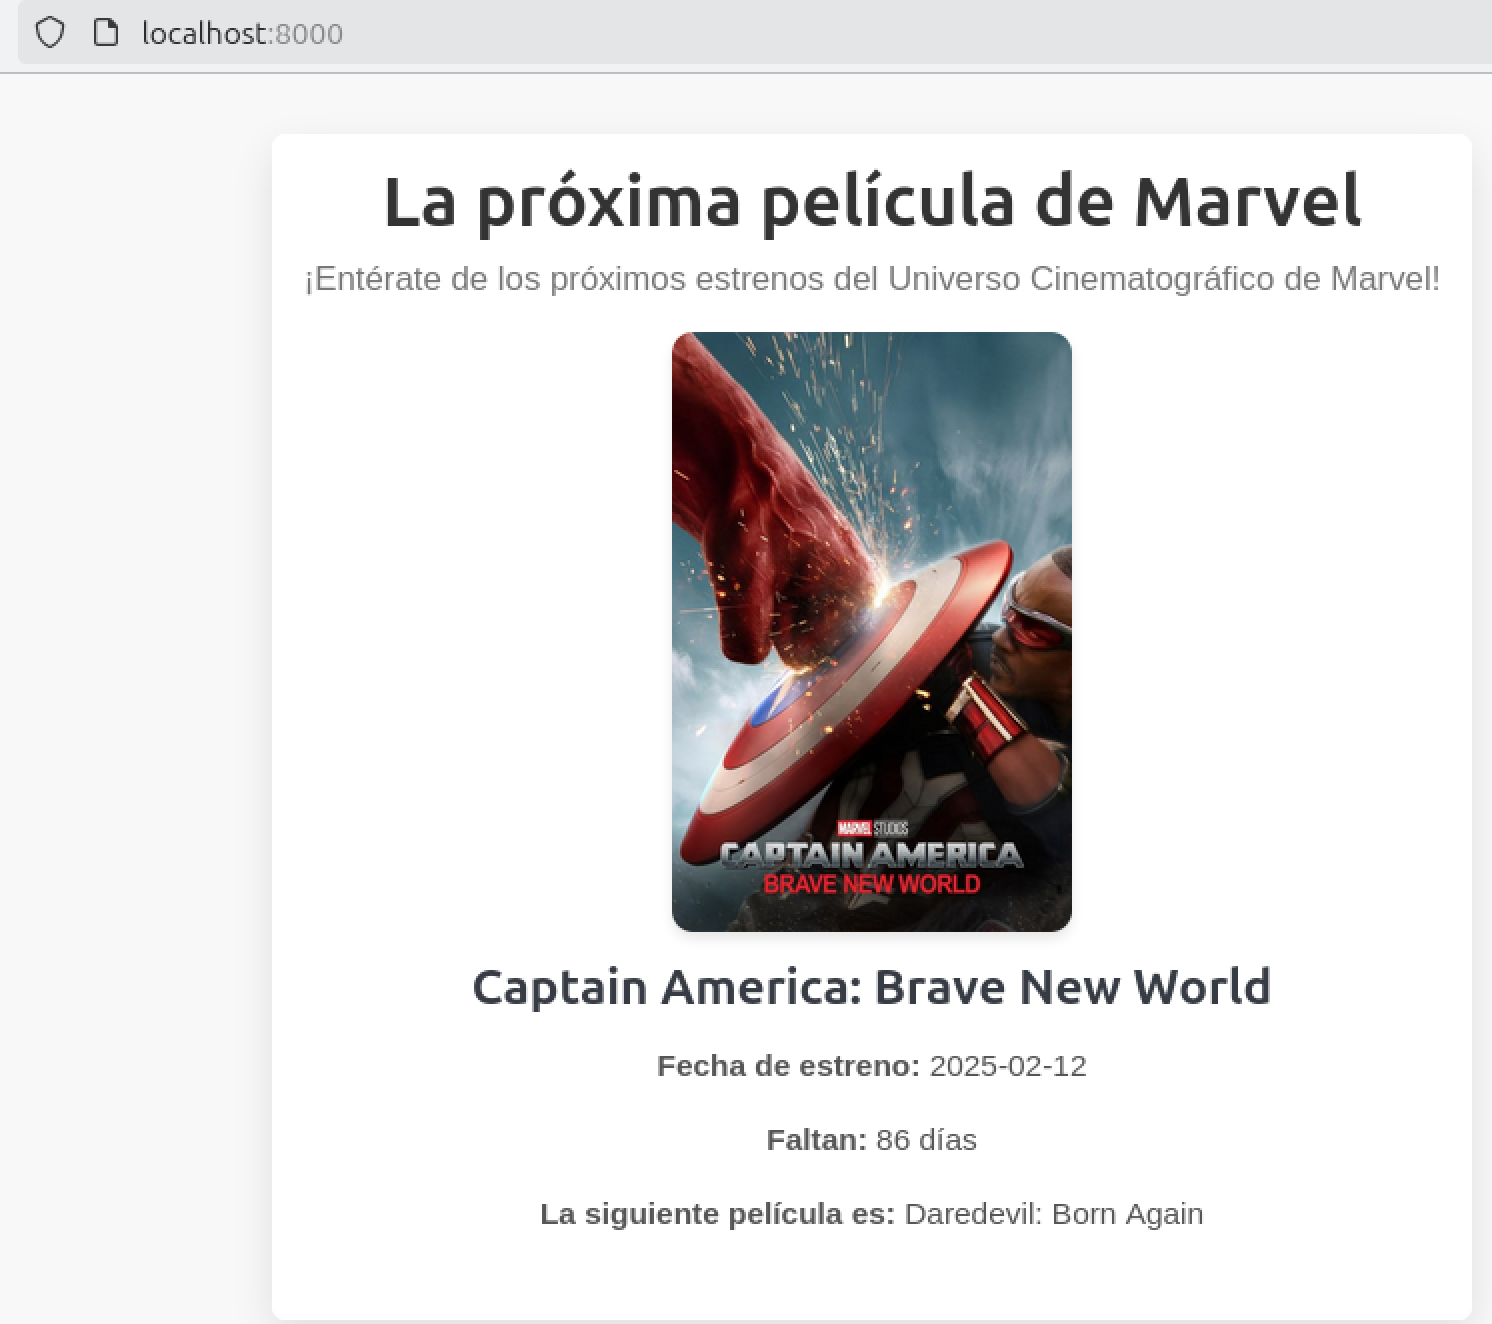 localhost:8000
La próxima película de Marvel
¡Entérate de los próximos estrenos del Universo Cinematográfico de Marvel!
MARVEL STUDIOS
CAPTAIN AMERICA
BRAVE NEW WORLD
Captain America: Brave New World
Fecha de estreno: 2025-02-12
Faltan: 86 días
La siguiente película es: Daredevil: Born Again